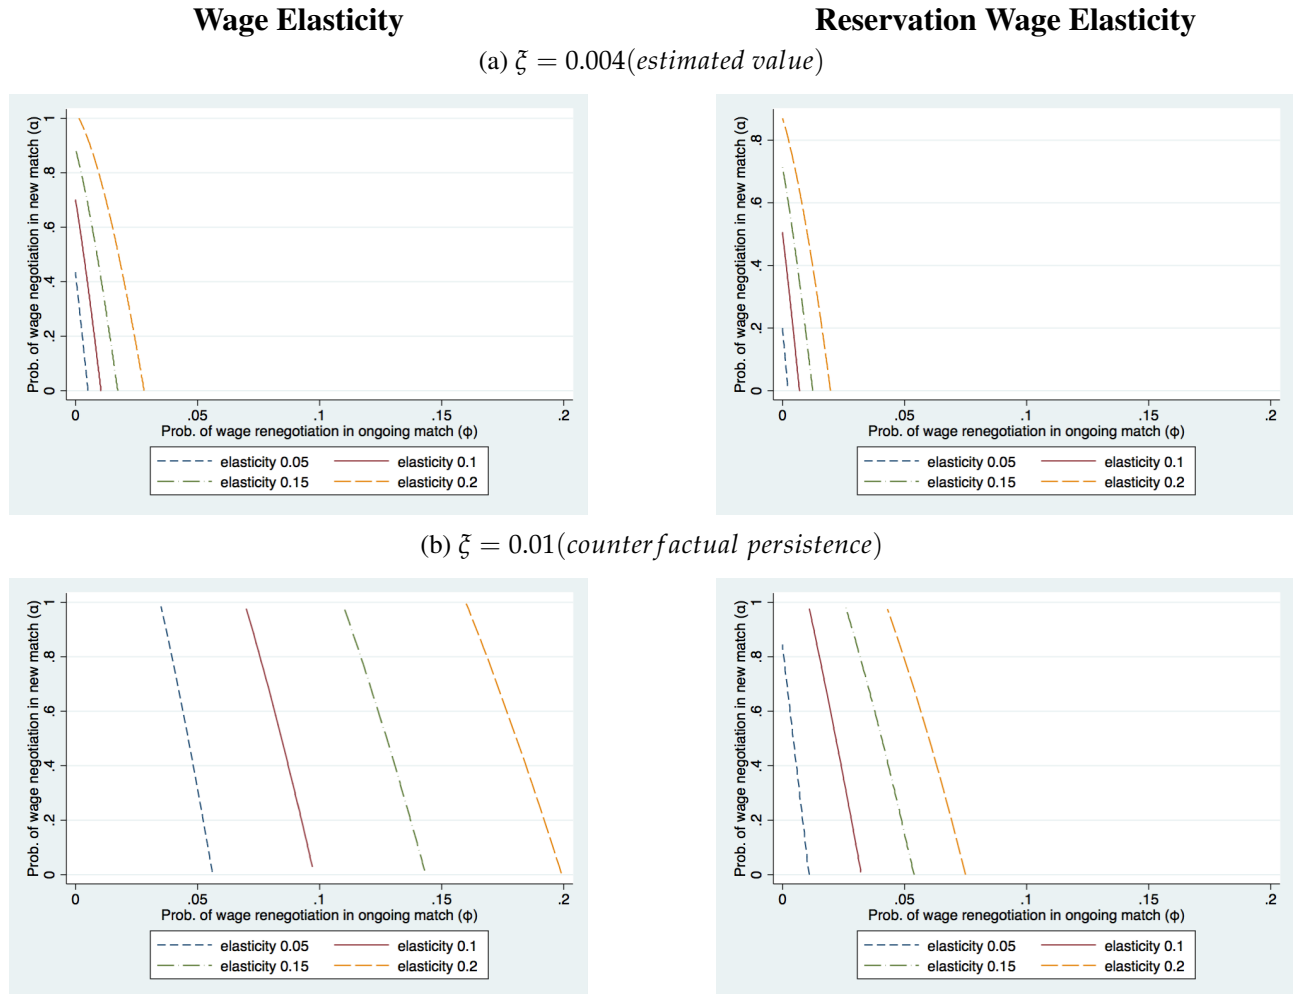 Wage Elasticity
Reservation Wage Elasticity
(a) ξ = 0.004(estimated value)
Prob. of wage negotiation in new match (α)
0 .2 .4 .6 .8 1
0 .05 .1 .15 .2
Prob. of wage renegotiation in ongoing match (φ)
elasticity 0.05 elasticity 0.1
elasticity 0.15 elasticity 0.2
Prob. of wage negotiation in new match (α)
0 .2 .4 .6 .8
0 .05 .1 .15 .2
Prob. of wage renegotiation in ongoing match (φ)
elasticity 0.05 elasticity 0.1
elasticity 0.15 elasticity 0.2
(b) ξ = 0.01(counterfactual persistence)
Prob. of wage negotiation in new match (α)
0 .2 .4 .6 .8 1
0 .05 .1 .15 .2
Prob. of wage renegotiation in ongoing match (φ)
elasticity 0.05 elasticity 0.1
elasticity 0.15 elasticity 0.2
Prob. of wage negotiation in new match (α)
0 .2 .4 .6 .8 1
0 .05 .1 .15 .2
Prob. of wage renegotiation in ongoing match (φ)
elasticity 0.05 elasticity 0.1
elasticity 0.15 elasticity 0.2